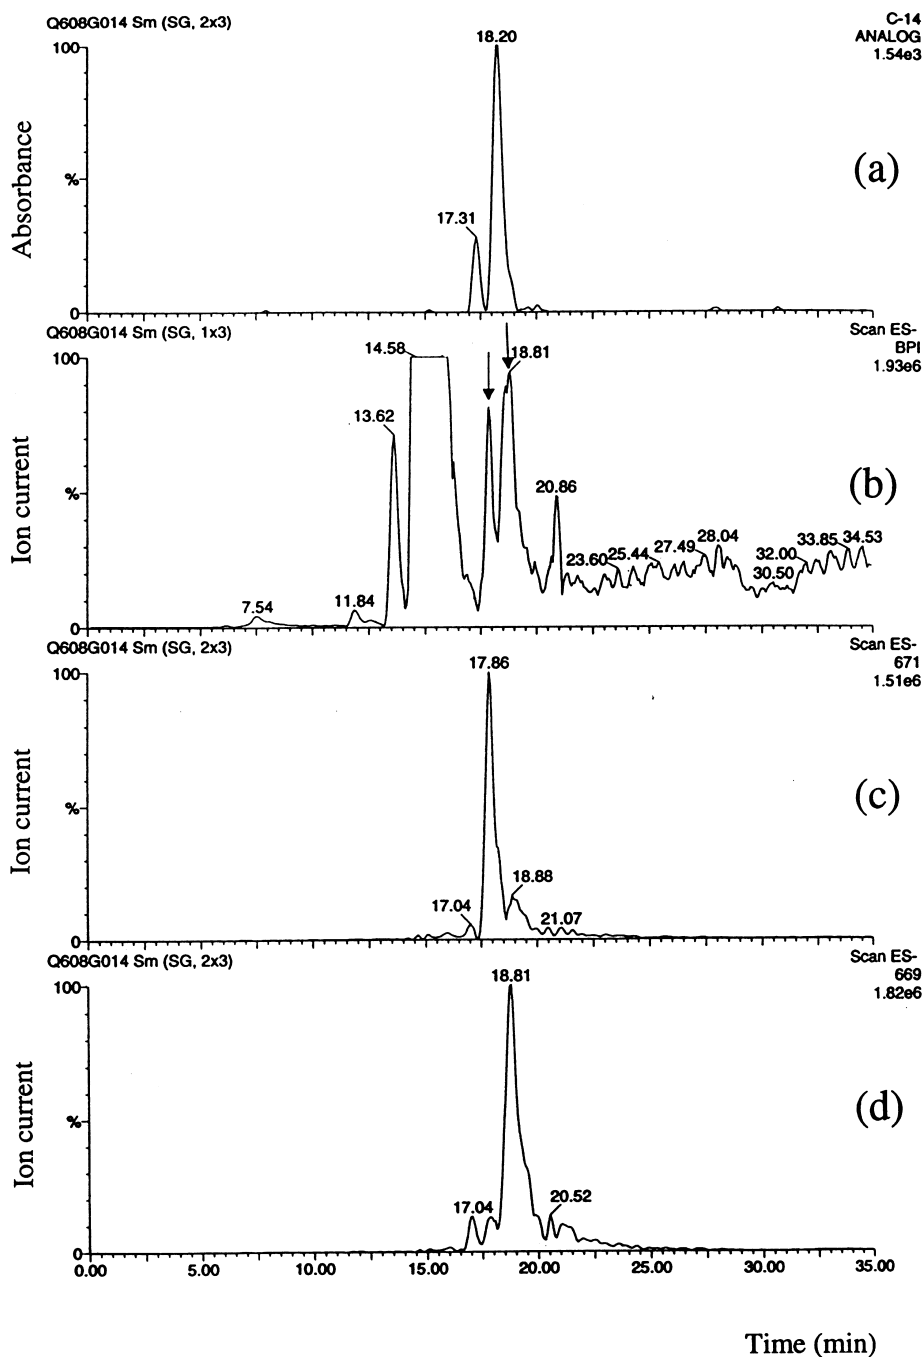 Q608G014 Sm (SG, 2x3)
C-14
ANALOG
1.54e3
18.20
100
Absorbance
%
(a)
17.31
0
Q608G014 Sm (SG, 1x3)
Scan ES-
BPI
1.93e6
14.58
18.81
100
13.62
Ion current
%
(b)
20.86
23.60
25.44
27.49
28.04
30.50
32.00
33.85
34.53
7.54
11.84
0
Q608G014 Sm (SG, 2x3)
Scan ES-
671
1.51e6
17.86
100
Ion current
%
(c)
18.88
17.04
21.07
0
Q608G014 Sm (SG, 2x3)
Scan ES-
669
1.82e6
18.81
100
Ion current
%
(d)
17.04
20.52
0
0.00 5.00 10.00 15.00 20.00 25.00 30.00 35.00
Time (min)